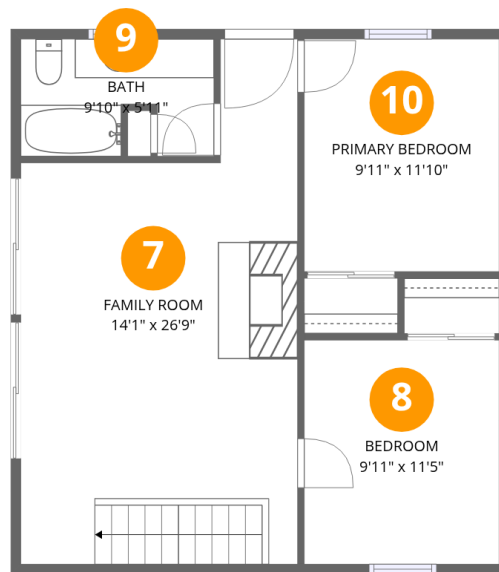 9
BATH
9'10" x 5'11"
10
PRIMARY BEDROOM
9'11" x 11'10"
7
FAMILY ROOM
14'1" x 26'9"
8
BEDROOM
9'11" x 11'5"